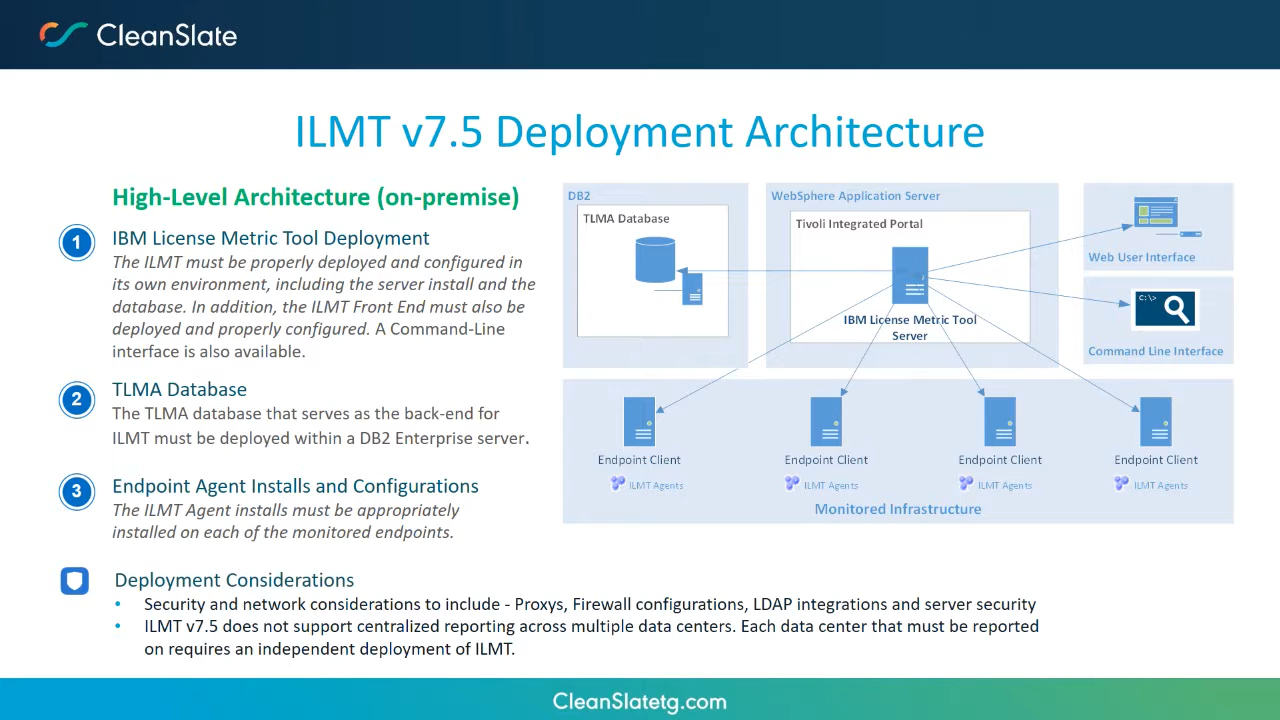 CleanSlate
ILMT v7.5 Deployment Architecture
High-Level Architecture (on-premise)
1
IBM License Metric Tool Deployment
The ILMT must be properly deployed and configured in
its own environment, including the server install and the
database. In addition, the ILMT Front End must also be
deployed and properly configured. A Command-Line
interface is also available.
2
TLMA Database
The TLMA database that serves as the back-end for
ILMT must be deployed within a DB2 Enterprise server.
3
Endpoint Agent Installs and Configurations
The ILMT Agent installs must be appropriately
installed on each of the monitored endpoints.
DB2
TLMA Database
WebSphere Application Server
Tivoli Integrated Portal
IBM License Metric Tool
Server
Web User Interface
C:\>
Command Line Interface
Endpoint Client
ILMT Agents
Endpoint Client
ILMT Agents
Endpoint Client
ILMT Agents
Endpoint Client
ILMT Agents
Monitored Infrastructure
Deployment Considerations
• Security and network considerations to include - Proxys, Firewall configurations, LDAP integrations and server security
• ILMT v7.5 does not support centralized reporting across multiple data centers. Each data center that must be reported
on requires an independent deployment of ILMT.
CleanSlatetg.com